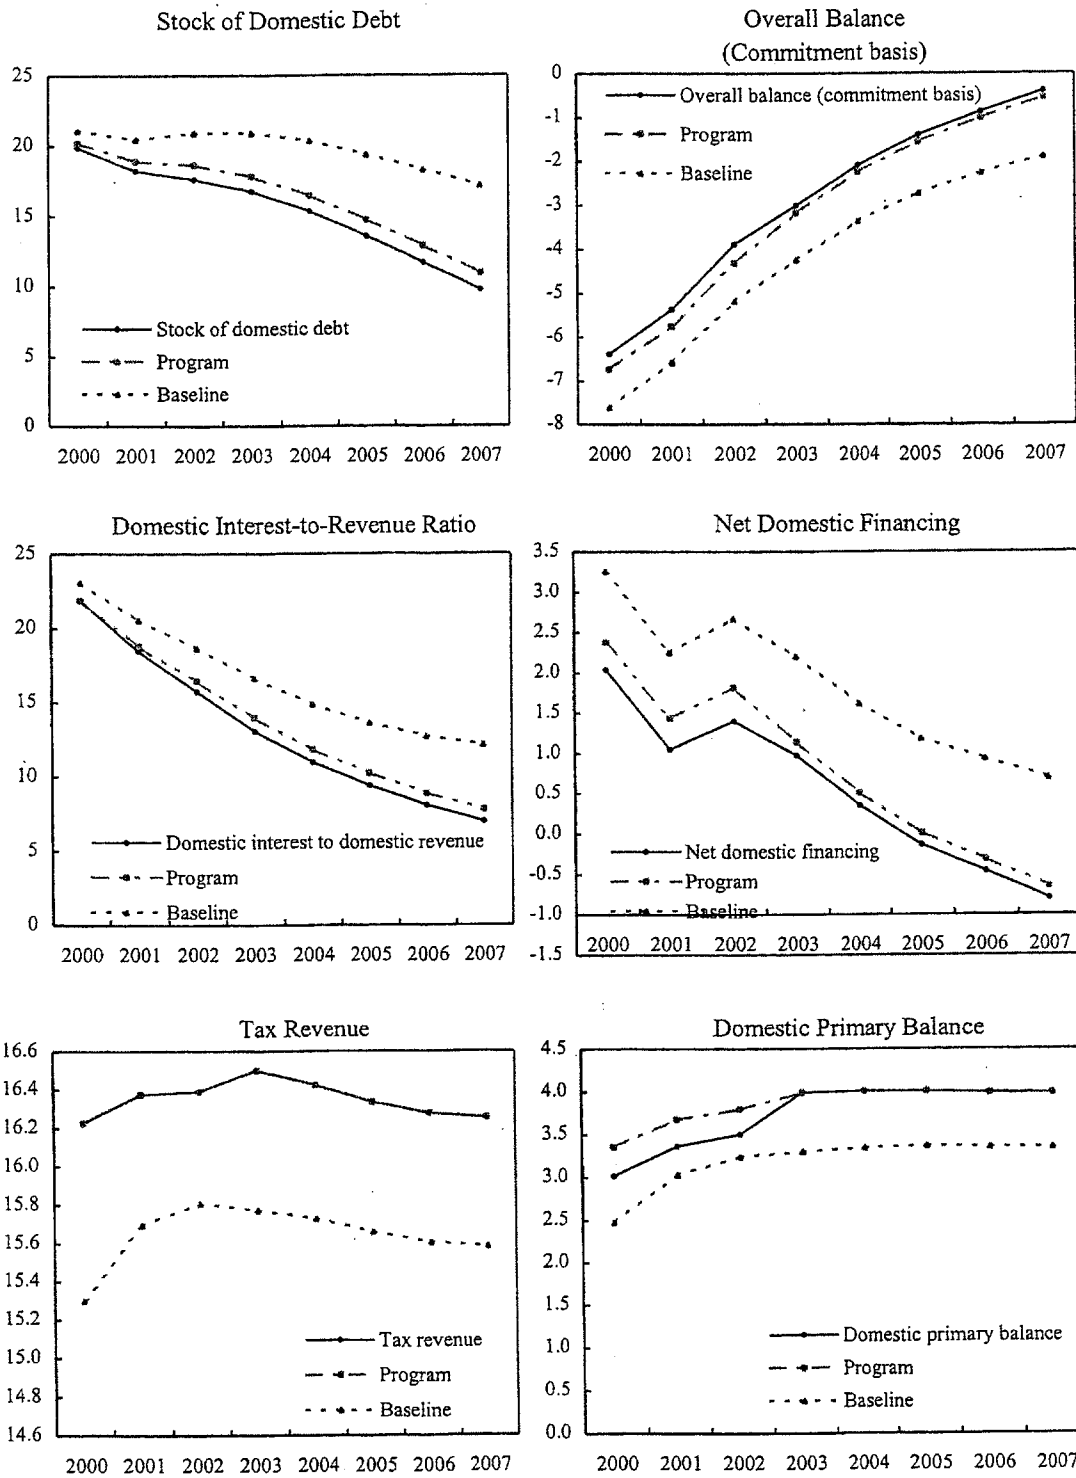 Stock of Domestic Debt
25
20
15
10
5
0
Stock of domestic debt
Program
Baseline
2000 2001 2002 2003 2004 2005 2006 2007
Overall Balance
(Commitment basis)
0
-1
-2
-3
-4
-5
-6
-7
-8
Overall balance (commitment basis)
Program
Baseline
2000 2001 2002 2003 2004 2005 2006 2007
Domestic Interest-to-Revenue Ratio
25
20
15
10
5
0
Domestic interest to domestic revenue
Program
Baseline
2000 2001 2002 2003 2004 2005 2006 2007
Net Domestic Financing
3.5
3.0
2.5
2.0
1.5
1.0
0.5
0.0
-0.5
-1.0
-1.5
Net domestic financing
Program
Baseline
2000 2001 2002 2003 2004 2005 2006 2007
Tax Revenue
16.6
16.4
16.2
16.0
15.8
15.6
15.4
15.2
15.0
14.8
14.6
Tax revenue
Program
Baseline
2000 2001 2002 2003 2004 2005 2006 2007
Domestic Primary Balance
4.5
4.0
3.5
3.0
2.5
2.0
1.5
1.0
0.5
0.0
Domestic primary balance
Program
Baseline
2000 2001 2002 2003 2004 2005 2006 2007